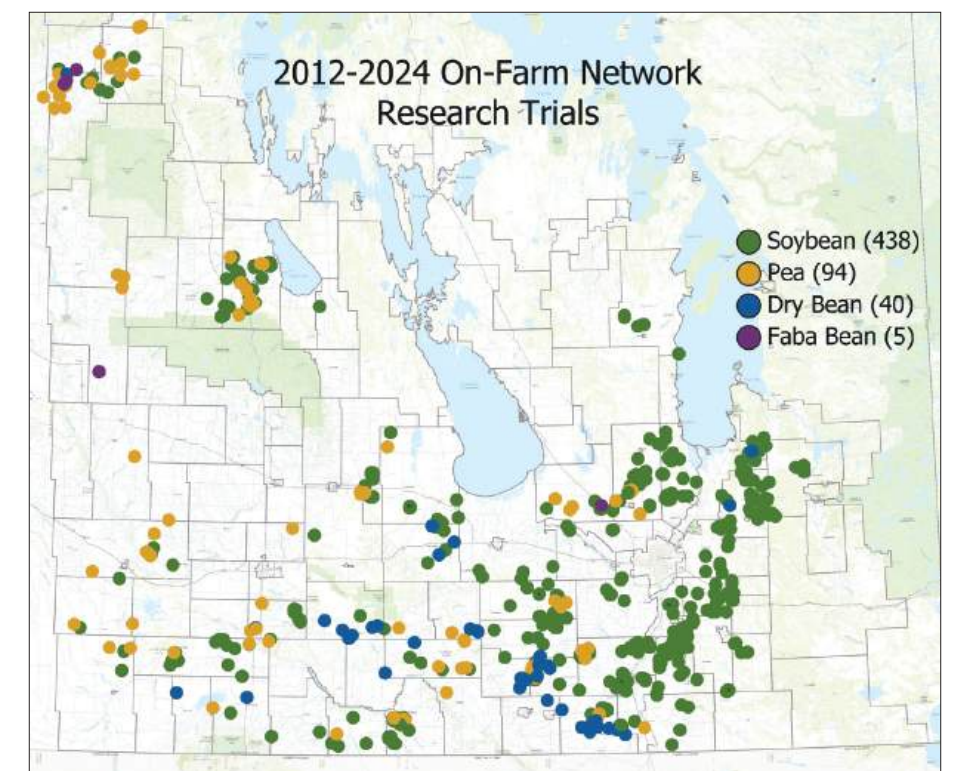 2012-2024 On-Farm Network
Research Trials
Soybean (438)
Pea (94)
Dry Bean (40)
Faba Bean (5)